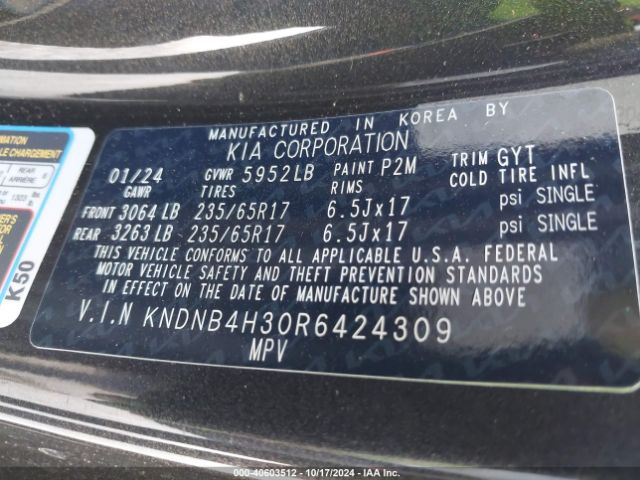 MANUFACTURED IN KOREA BY
KIA CORPORATION
01/24 GVWR 5952LB PAINT P2M TRIM GYT
GAWR TIRES RIMS COLD TIRE INFL
FRONT 3064 LB 235/65R17 6.5Jx17 psi SINGLE
REAR 3263 LB 235/65R17 6.5Jx17 psi SINGLE
THIS VEHICLE CONFORMS TO ALL APPLICABLE U.S.A. FEDERAL
MOTOR VEHICLE SAFETY AND THEFT PREVENTION STANDARDS
IN EFFECT ON THE DATE OF MANUFACTURE SHOWN ABOVE
V.I.N KNDNB4H30R6424309
MPV
CHARGEMENT
REAR
ARRIÈRE
K50
000-40603512 - 10/17/2024 - IAA Inc.